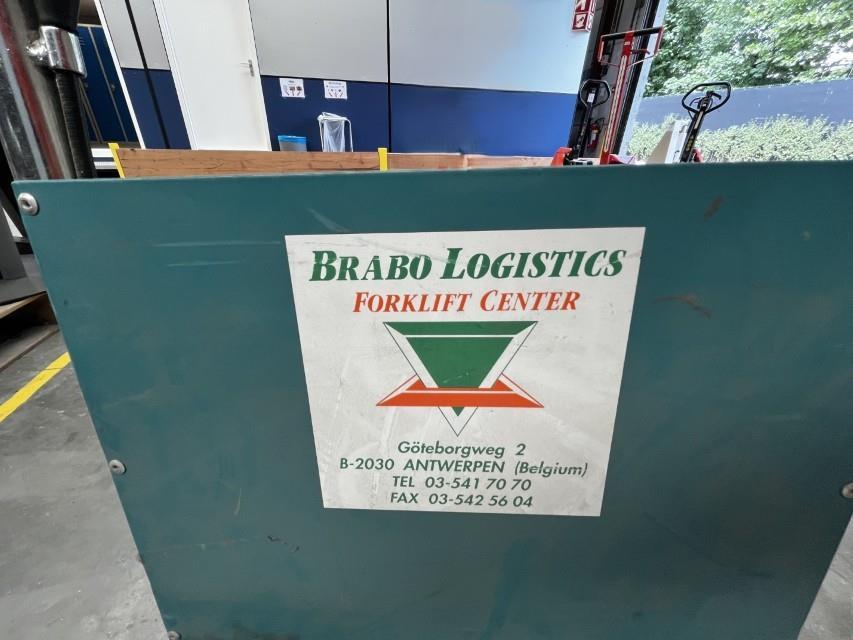 BRABO LOGISTICS
FORKLIFT CENTER
Göteborgweg 2
B-2030 ANTWERPEN (Belgium)
TEL 03-541 70 70
FAX 03-542 56 04